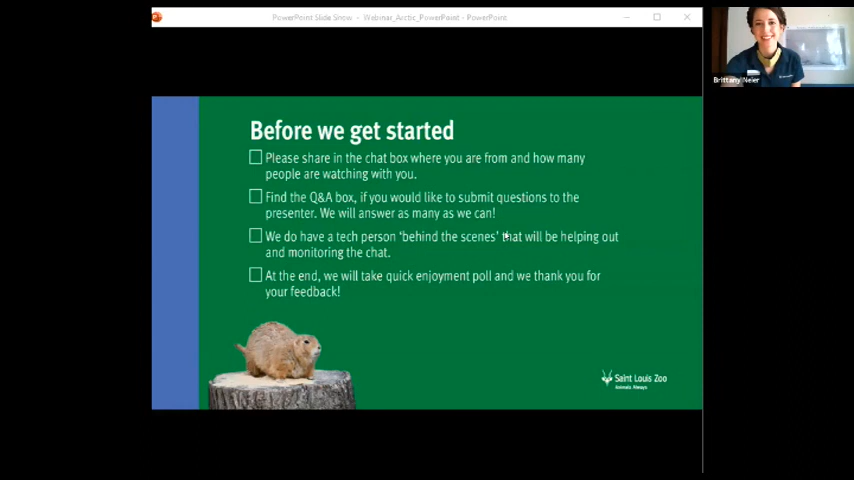 PowerPoint Slide Show - Webinar_Arctic_PowerPoint - PowerPoint
Brittany Neier
Before we get started
Please share in the chat box where you are from and how many
people are watching with you.
Find the Q&A box, if you would like to submit questions to the
presenter. We will answer as many as we can!
We do have a tech person ‘behind the scenes’ that will be helping out
and monitoring the chat.
At the end, we will take quick enjoyment poll and we thank you for
your feedback!
Saint Louis Zoo
Animals Always